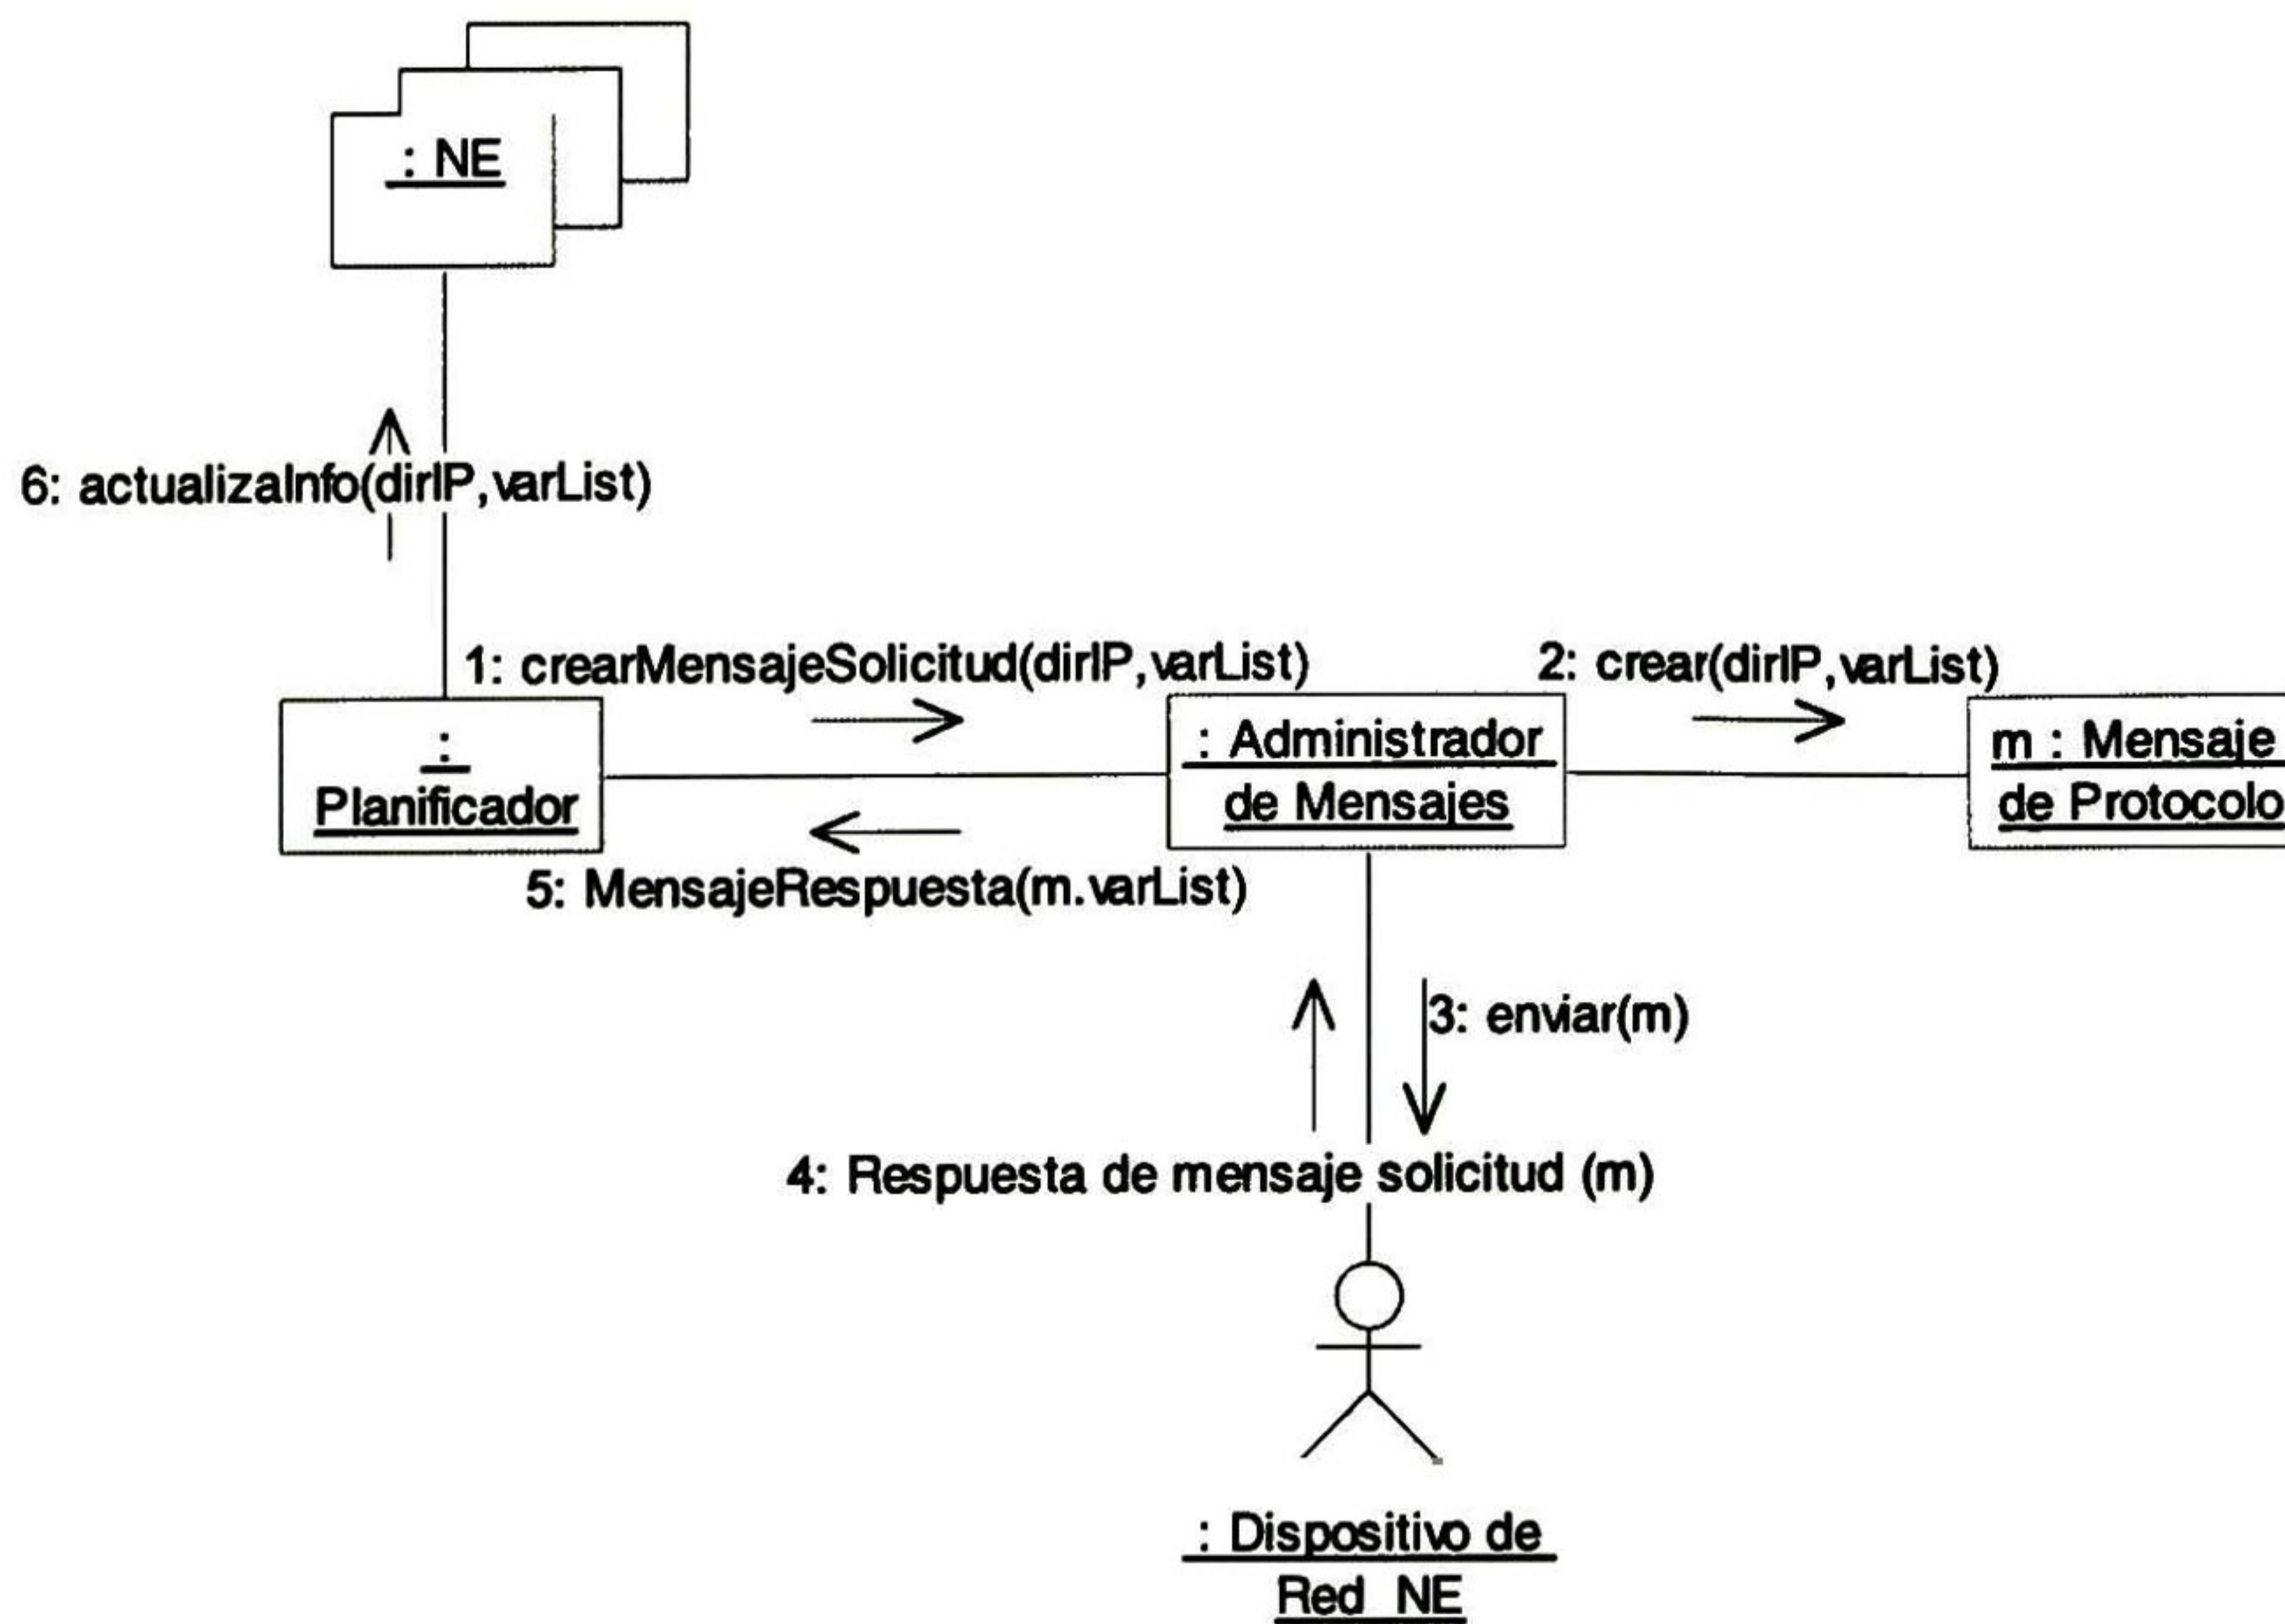 : NE
6: actualizaInfo(dirIP,varList)
1: crearMensajeSolicitud(dirIP,varList)
2: crear(dirIP,varList)
:
Planificador
: Administrador
de Mensajes
m : Mensaje
de Protocolo
5: MensajeRespuesta(m.varList)
3: enviar(m)
4: Respuesta de mensaje solicitud (m)
: Dispositivo de
Red NE